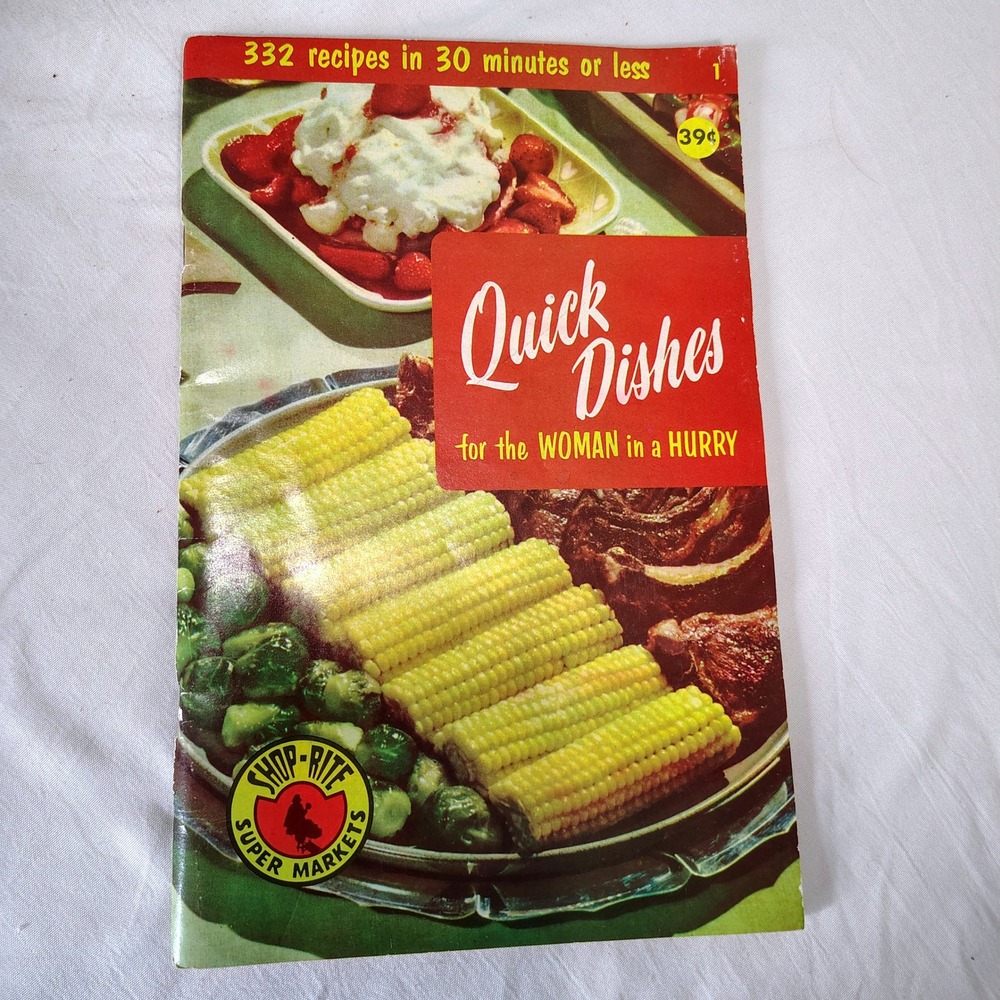 332 recipes in 30 minutes or less 1
39¢
Quick
Dishes
for the WOMAN in a HURRY
SHOP-RITE
SUPER MARKETS